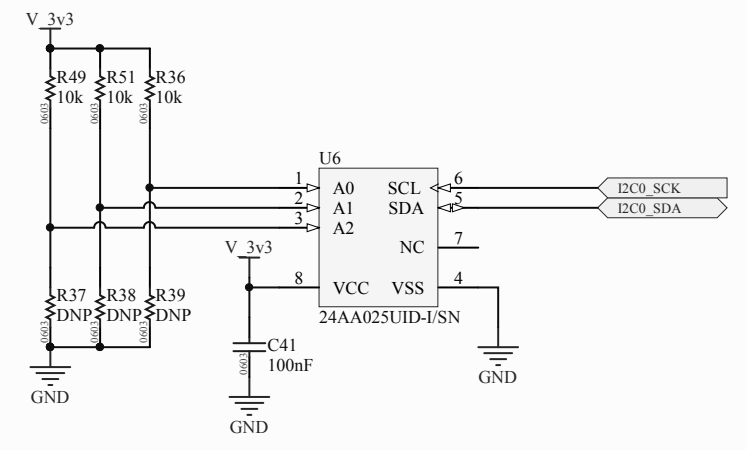 V_3v3
R49 R51 R36
10k 10k 10k
0603 0603 0603
U6
1 A0 SCL 6 I2C0_SCK
2 A1 SDA 5 I2C0_SDA
3 A2
NC 7
V_3v3
8 VCC VSS 4
R37 R38 R39
DNP DNP DNP
0603 0603 0603
24AA025UID-I/SN
C41
100nF
0603
GND
GND
GND